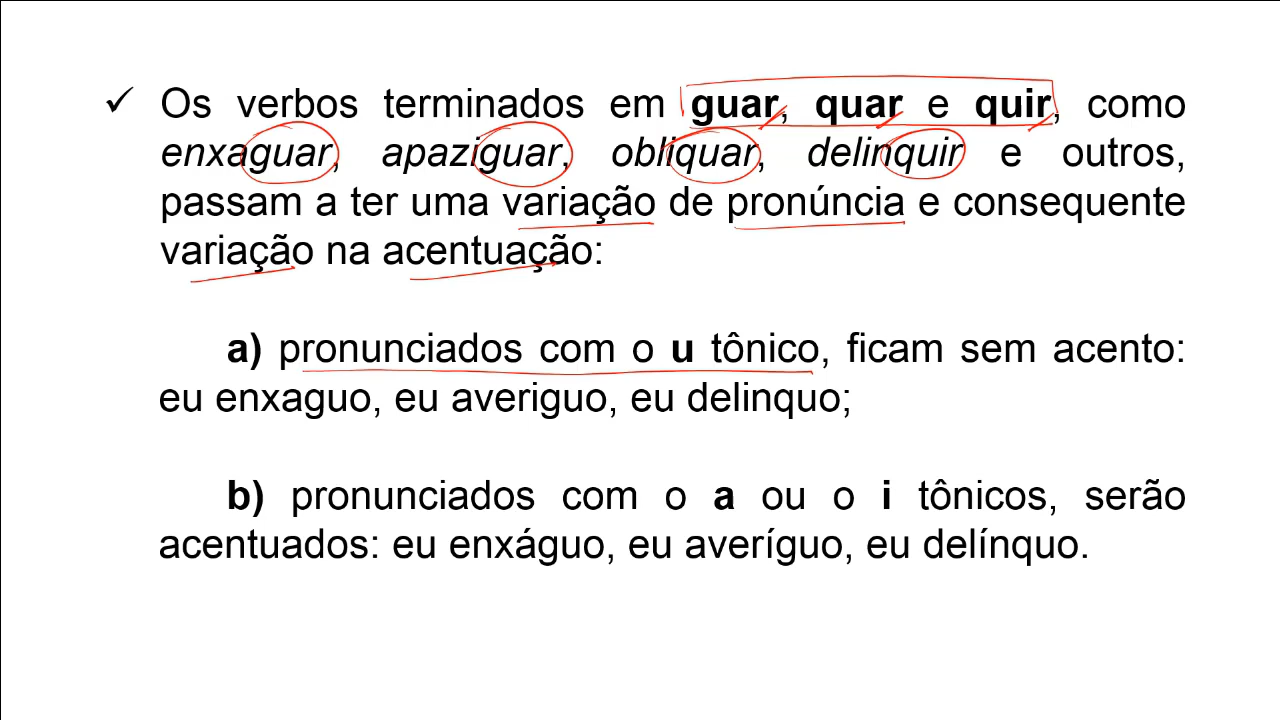 ✓ Os verbos terminados em guar, quar e quir, como
enxaguar, apaziguar, obliquar, delinquir e outros,
passam a ter uma variação de pronúncia e consequente
variação na acentuação:
a) pronunciados com o u tônico, ficam sem acento:
eu enxaguo, eu averiguo, eu delinquo;
b) pronunciados com o a ou o i tônicos, serão
acentuados: eu enxáguo, eu averíguo, eu delínquo.